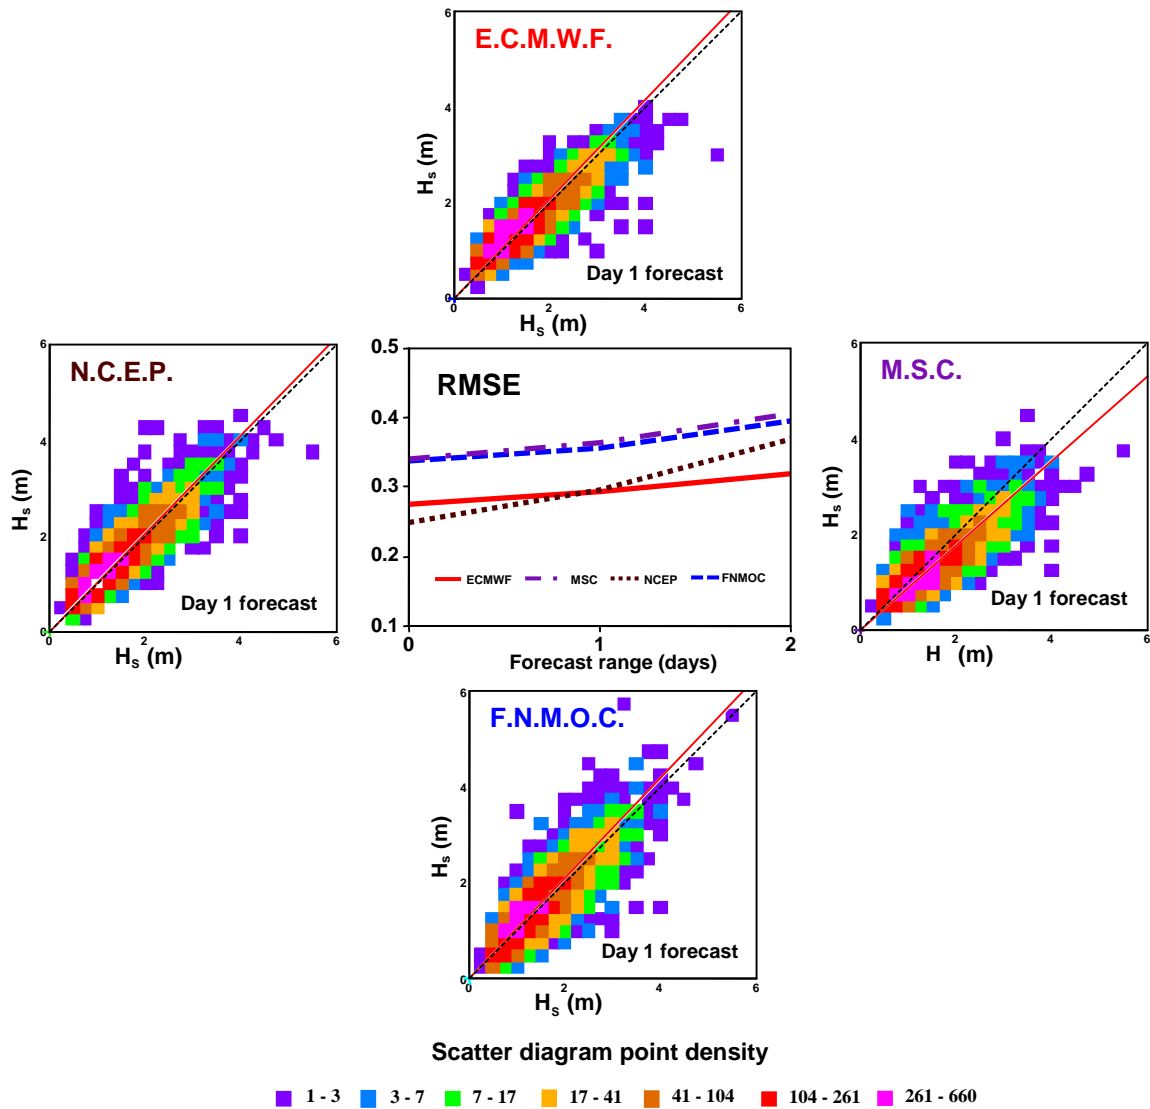 E.C.M.W.F.
6
4
2
0
Hs (m)
Day 1 forecast
0 2 4 6
Hs (m)
N.C.E.P.
6
4
2
0
Hs (m)
Day 1 forecast
0 2 4 6
Hs (m)
RMSE
0.5
0.4
0.3
0.2
0.1
ECMWF MSC NCEP FNMOC
0 1 2
Forecast range (days)
M.S.C.
6
4
2
0
Hs (m)
Day 1 forecast
0 2 4 6
H (m)
F.N.M.O.C.
6
4
2
0
Hs (m)
Day 1 forecast
0 2 4 6
Hs (m)
Scatter diagram point density
1 - 3 3 - 7 7 - 17 17 - 41 41 - 104 104 - 261 261 - 660